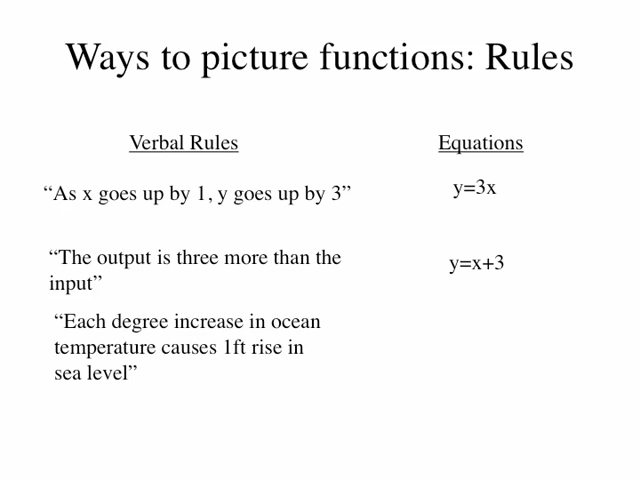 Ways to picture functions: Rules
Verbal Rules
Equations
“As x goes up by 1, y goes up by 3”
y=3x
“The output is three more than the
input”
y=x+3
“Each degree increase in ocean
temperature causes 1ft rise in
sea level”